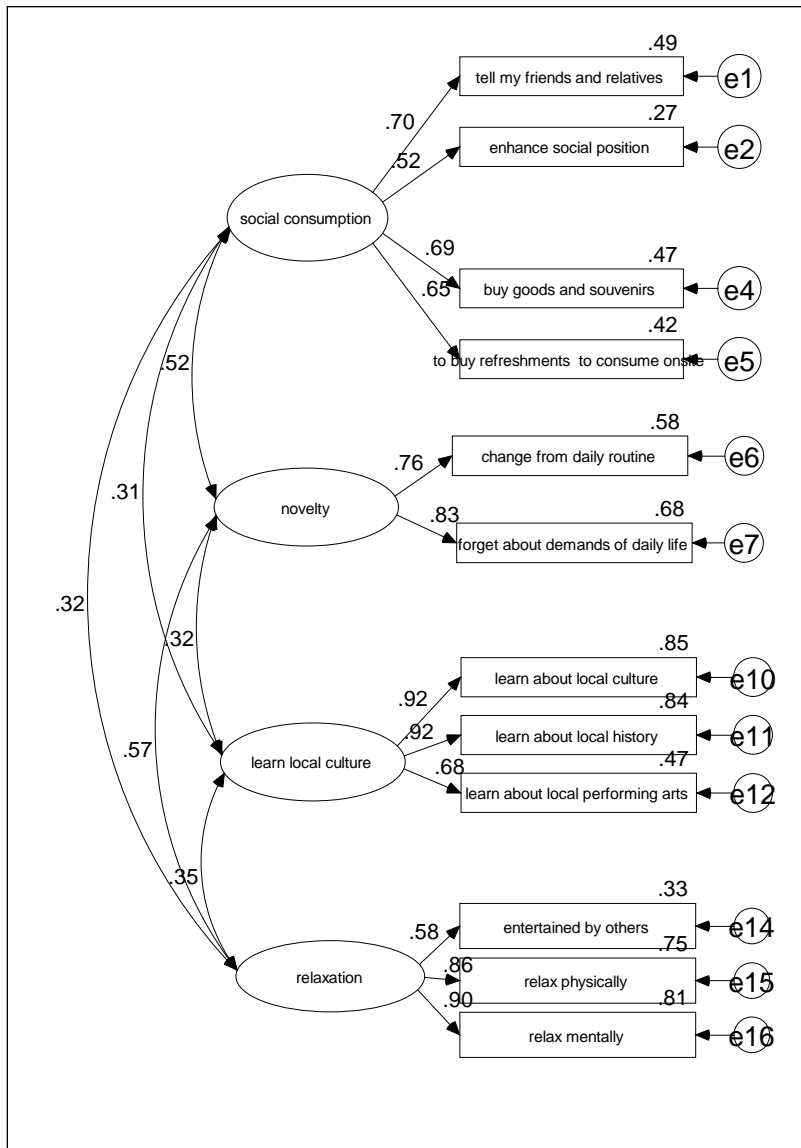 .49
tell my friends and relatives
e1
.70
.27
enhance social position
e2
.52
social consumption
.69
.47
buy goods and souvenirs
e4
.65
.42
to buy refreshments to consume onsite
e5
.52
.58
change from daily routine
e6
.76
novelty
.83
.68
forget about demands of daily life
e7
.31
.32
.32
.85
learn about local culture
e10
.92
.84
learn about local history
e11
.92
learn local culture
.68
.47
learn about local performing arts
e12
.57
.35
.33
entertained by others
e14
.58
.75
relax physically
e15
.86
relaxation
.90
.81
relax mentally
e16